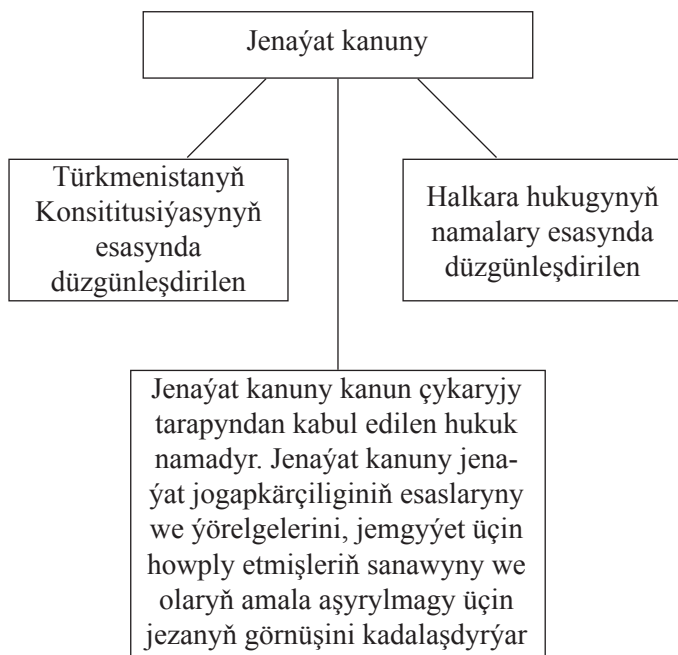 Jenaýat kanuny
Türkmenistanyň
Konsititusiýasynyň
esasynda
düzgünleşdirilen
Halkara hukugynyň
namalary esasynda
düzgünleşdirilen
Jenaýat kanuny kanun çykaryjy
tarapyndan kabul edilen hukuk
namadyr. Jenaýat kanuny jena-
ýat jogapkärçiliginiň esaslaryny
we ýörelgelerini, jemgyýet üçin
howply etmişleriň sanawyny we
olaryň amala aşyrylmagy üçin
jezanyň görnüşini kadalaşdyrýar